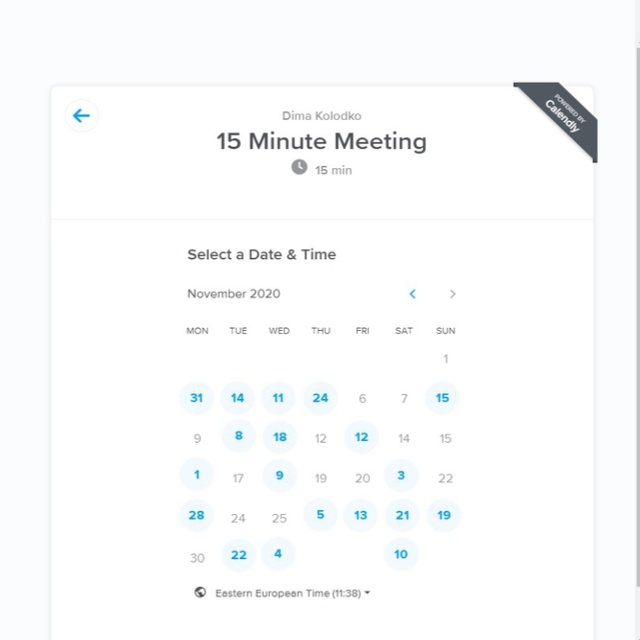 Dima Kolodko
15 Minute Meeting
15 min
POWERED BY
Calendly
Select a Date & Time
November 2020
MON TUE WED THU FRI SAT SUN
1
31 14 11 24 6 7 15
9 8 18 12 12 14 15
1 17 9 19 20 3 22
28 24 25 5 13 21 19
30 22 4 10
Eastern European Time (11:38)